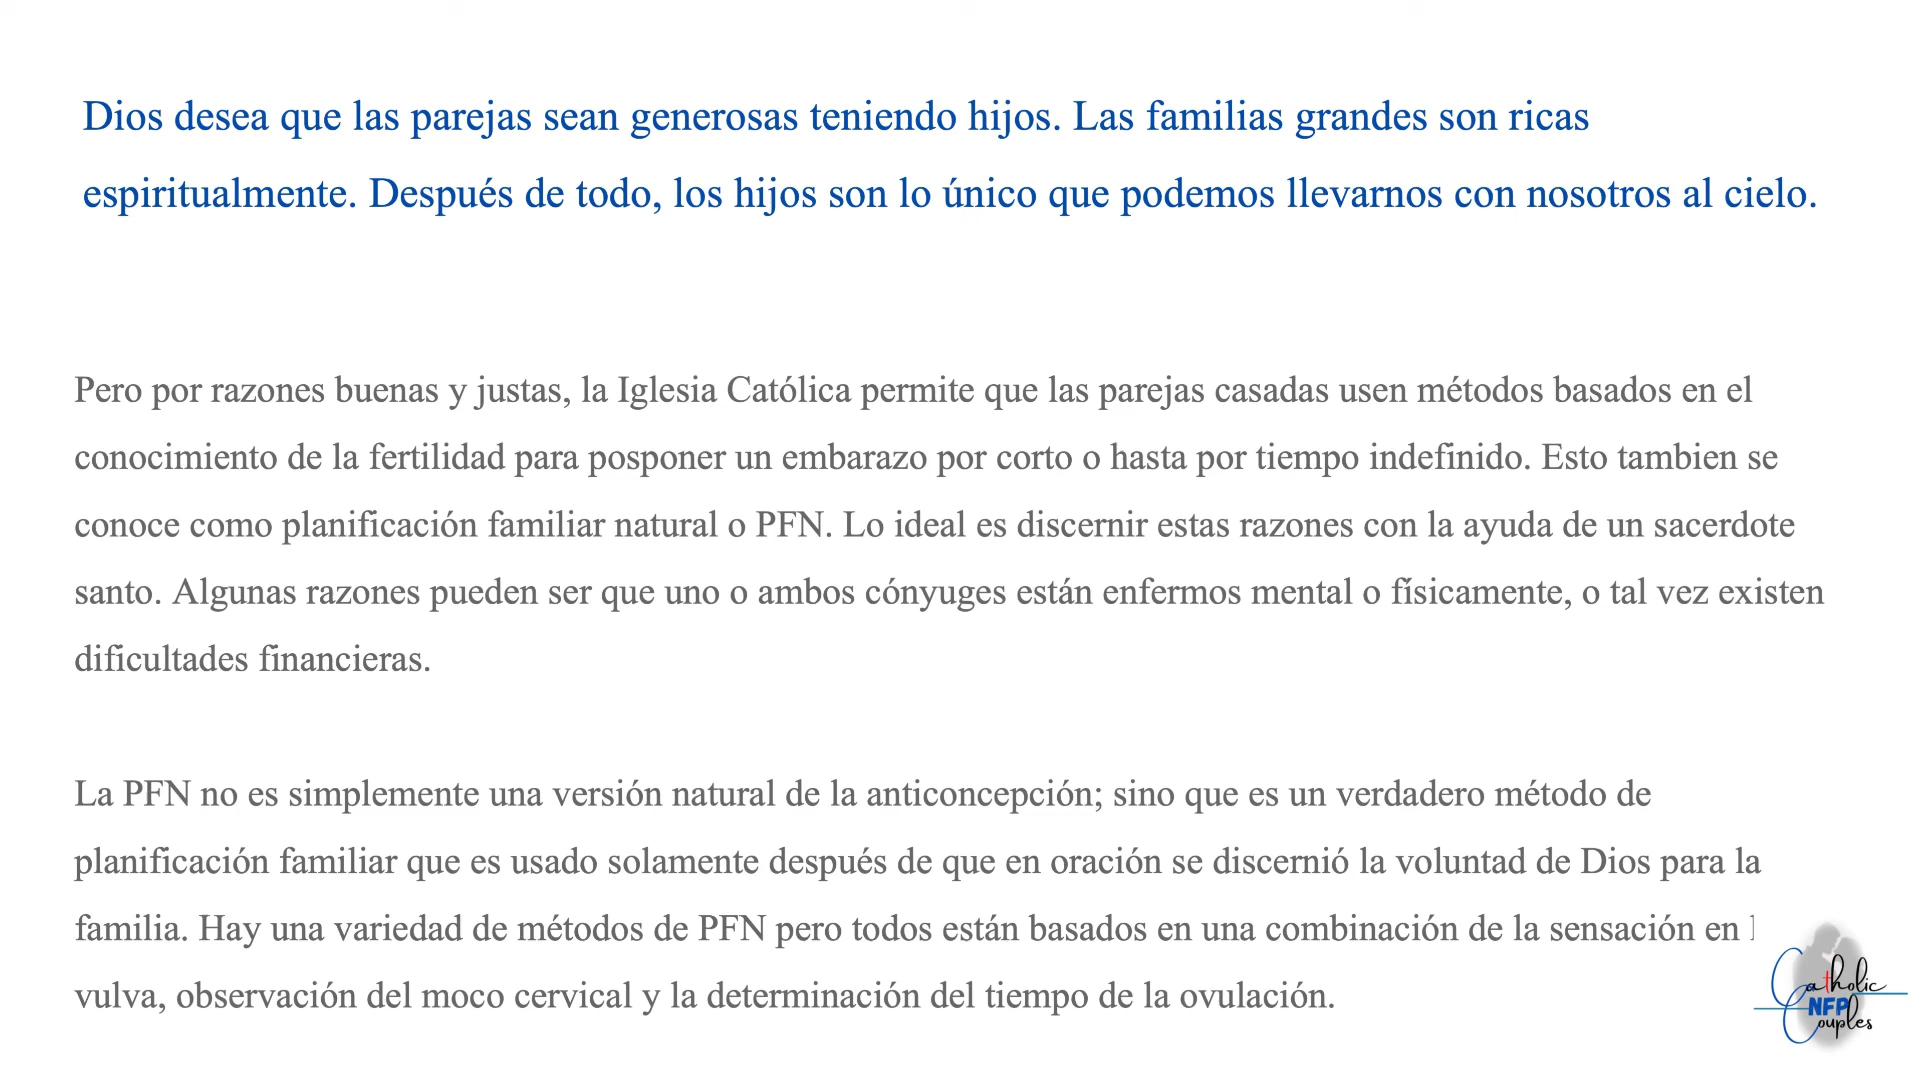 Dios desea que las parejas sean generosas teniendo hijos. Las familias grandes son ricas
espiritualmente. Después de todo, los hijos son lo único que podemos llevarnos con nosotros al cielo.
Pero por razones buenas y justas, la Iglesia Católica permite que las parejas casadas usen métodos basados en el
conocimiento de la fertilidad para posponer un embarazo por corto o hasta por tiempo indefinido. Esto tambien se
conoce como planificación familiar natural o PFN. Lo ideal es discernir estas razones con la ayuda de un sacerdote
santo. Algunas razones pueden ser que uno o ambos cónyuges están enfermos mental o físicamente, o tal vez existen
dificultades financieras.
La PFN no es simplemente una versión natural de la anticoncepción; sino que es un verdadero método de
planificación familiar que es usado solamente después de que en oración se discernió la voluntad de Dios para la
familia. Hay una variedad de métodos de PFN pero todos están basados en una combinación de la sensación en
vulva, observación del moco cervical y la determinación del tiempo de la ovulación.
Catholic
NFP
Couples